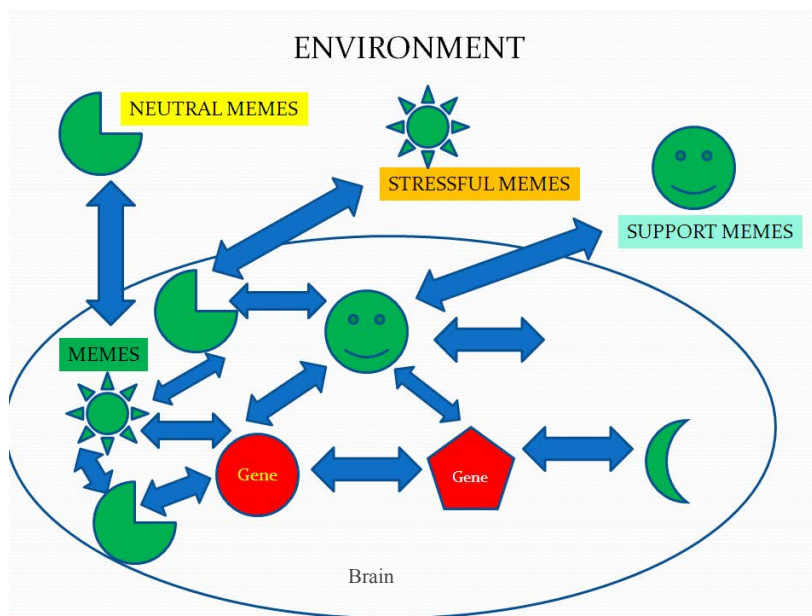 ENVIRONMENT
NEUTRAL MEMES
STRESSFUL MEMES
SUPPORT MEMES
MEMES
Gene
Gene
Brain